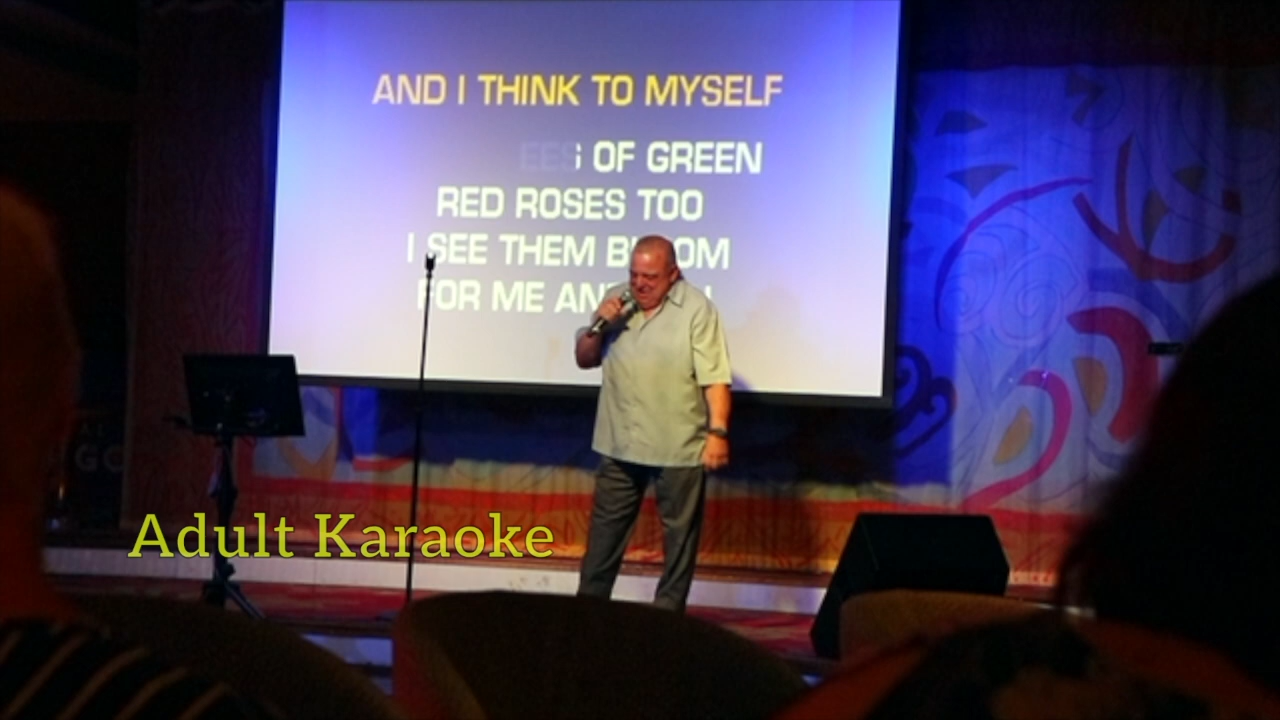 AND I THINK TO MYSELF
OF GREEN
RED ROSES TOO
I SEE THEM
FOR ME
Adult Karaoke